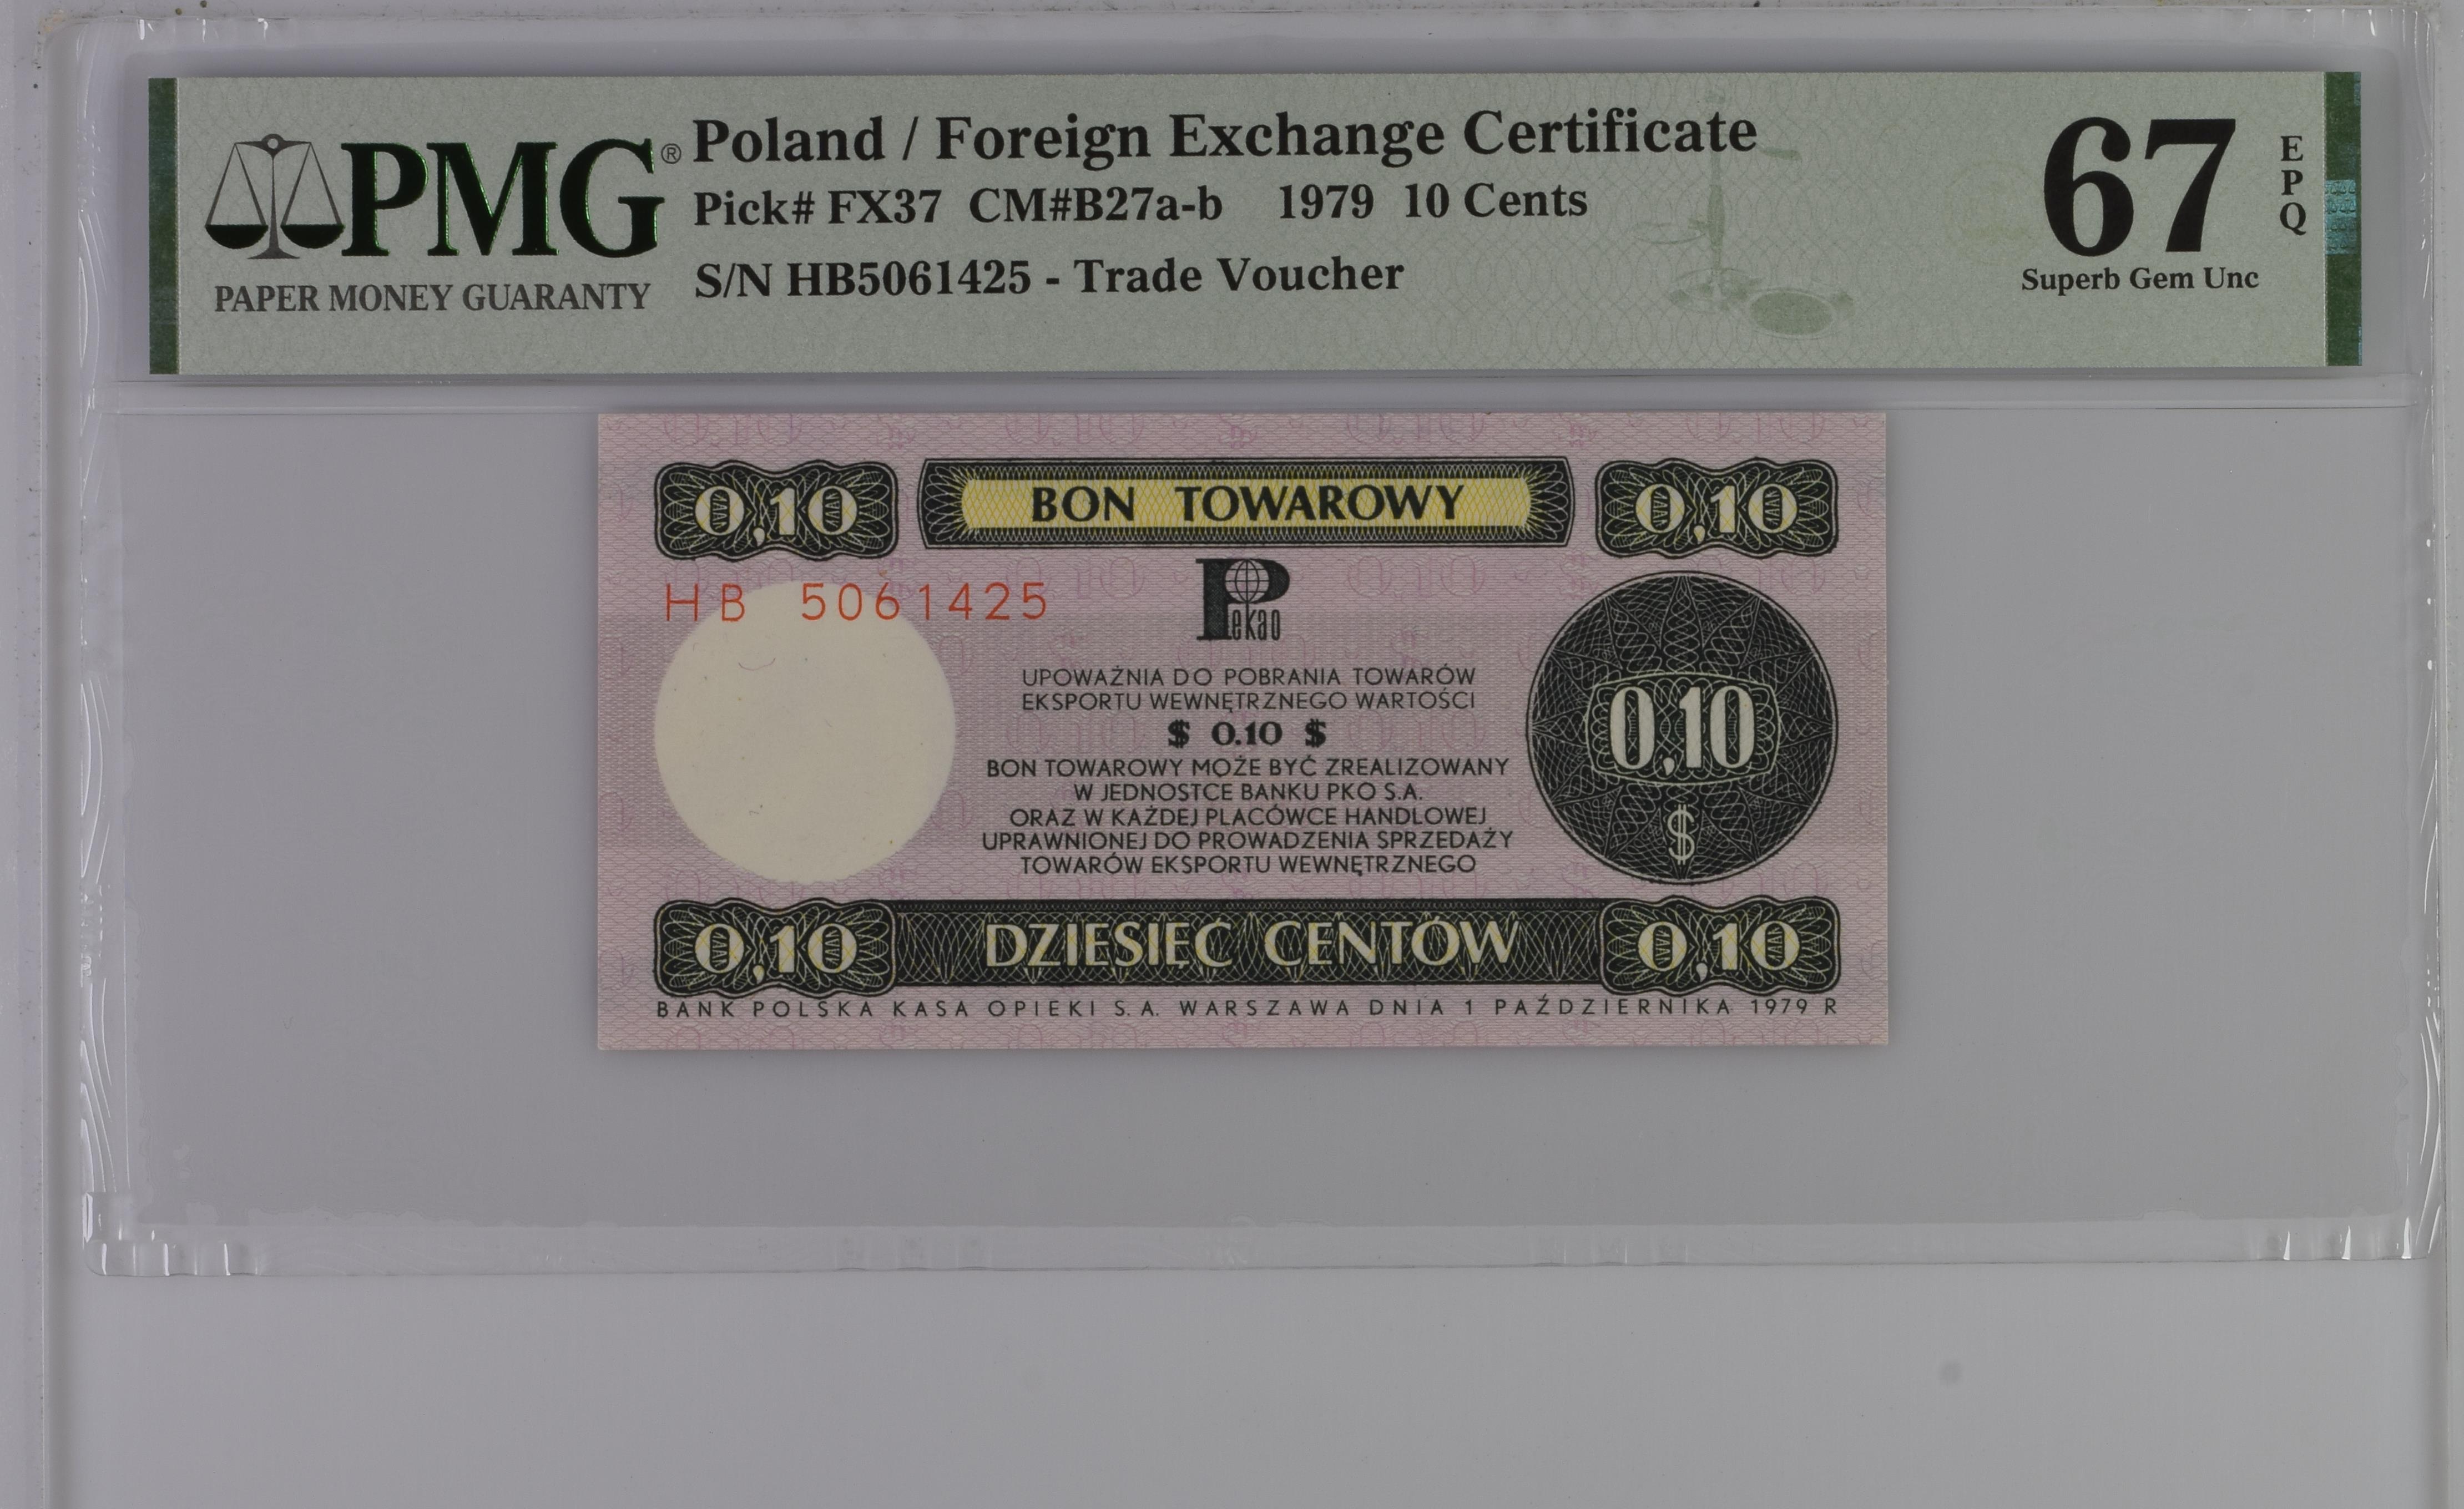 PMG®
PAPER MONEY GUARANTY
Poland / Foreign Exchange Certificate
Pick# FX37 CM#B27a-b 1979 10 Cents
S/N HB5061425 - Trade Voucher
67
EPQ
Superb Gem Unc
0,10 BON TOWAROWY 0,10
HB 5061425
Pekao
UPOWAŻNIA DO POBRANIA TOWARÓW
EKSPORTU WEWNĘTRZNEGO WARTOŚCI
$ 0.10 $
BON TOWAROWY MOŻE BYĆ ZREALIZOWANY
W JEDNOSTCE BANKU PKO S.A.
ORAZ W KAŻDEJ PLACÓWCE HANDLOWEJ
UPRAWNIONEJ DO PROWADZENIA SPRZEDAŻY
TOWARÓW EKSPORTU WEWNĘTRZNEGO
0,10
$
0,10 DZIESIĘĆ CENTÓW 0,10
BANK POLSKA KASA OPIEKI S.A. WARSZAWA DNIA 1 PAŹDZIERNIKA 1979 R